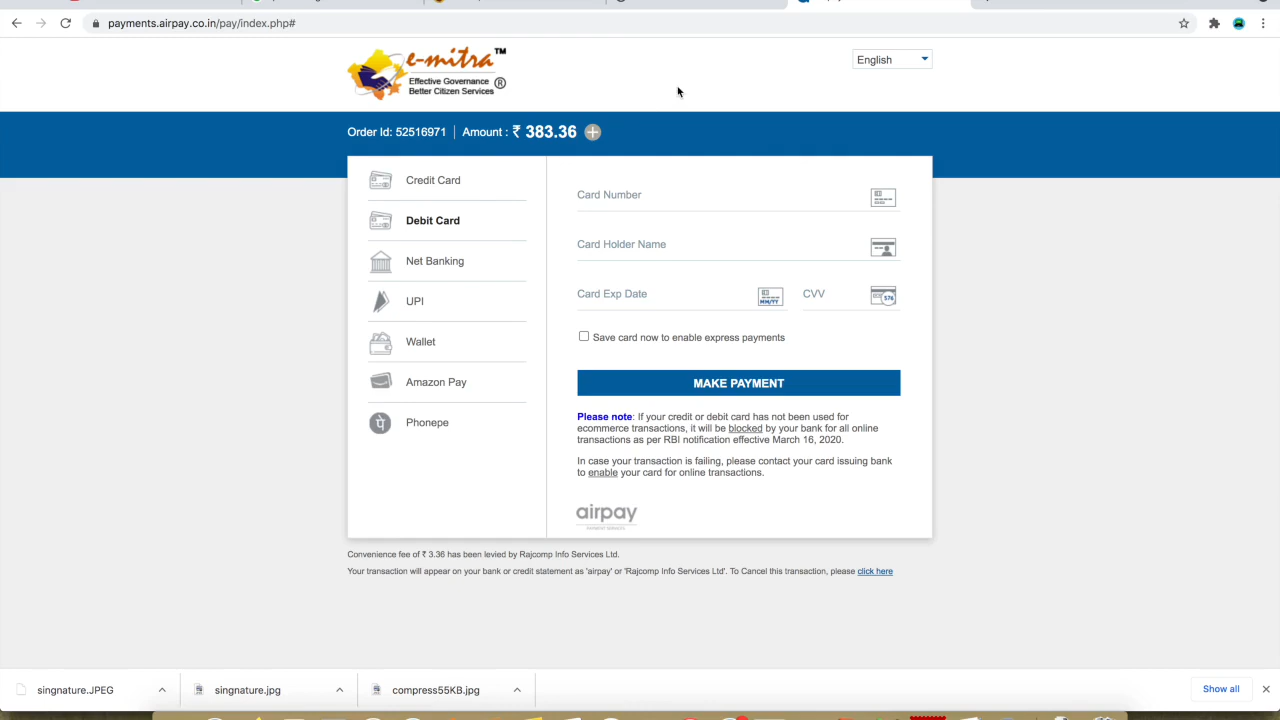 payments.airpay.co.in/pay/index.php#
e-mitra™
Effective Governance
Better Citizen Services ®
English
Order Id: 52516971 | Amount : ₹ 383.36
Credit Card
Debit Card
Net Banking
UPI
Wallet
Amazon Pay
Phonepe
Card Number
Card Holder Name
Card Exp Date
MM/YY
CVV
576
Save card now to enable express payments
MAKE PAYMENT
Please note: If your credit or debit card has not been used for
ecommerce transactions, it will be blocked by your bank for all online
transactions as per RBI notification effective March 16, 2020.
In case your transaction is failing, please contact your card issuing bank
to enable your card for online transactions.
airpay
Convenience fee of ₹ 3.36 has been levied by Rajcomp Info Services Ltd.
Your transaction will appear on your bank or credit statement as 'airpay' or 'Rajcomp Info Services Ltd'. To Cancel this transaction, please click here
singnature.JPEG
singnature.jpg
compress55KB.jpg
Show all